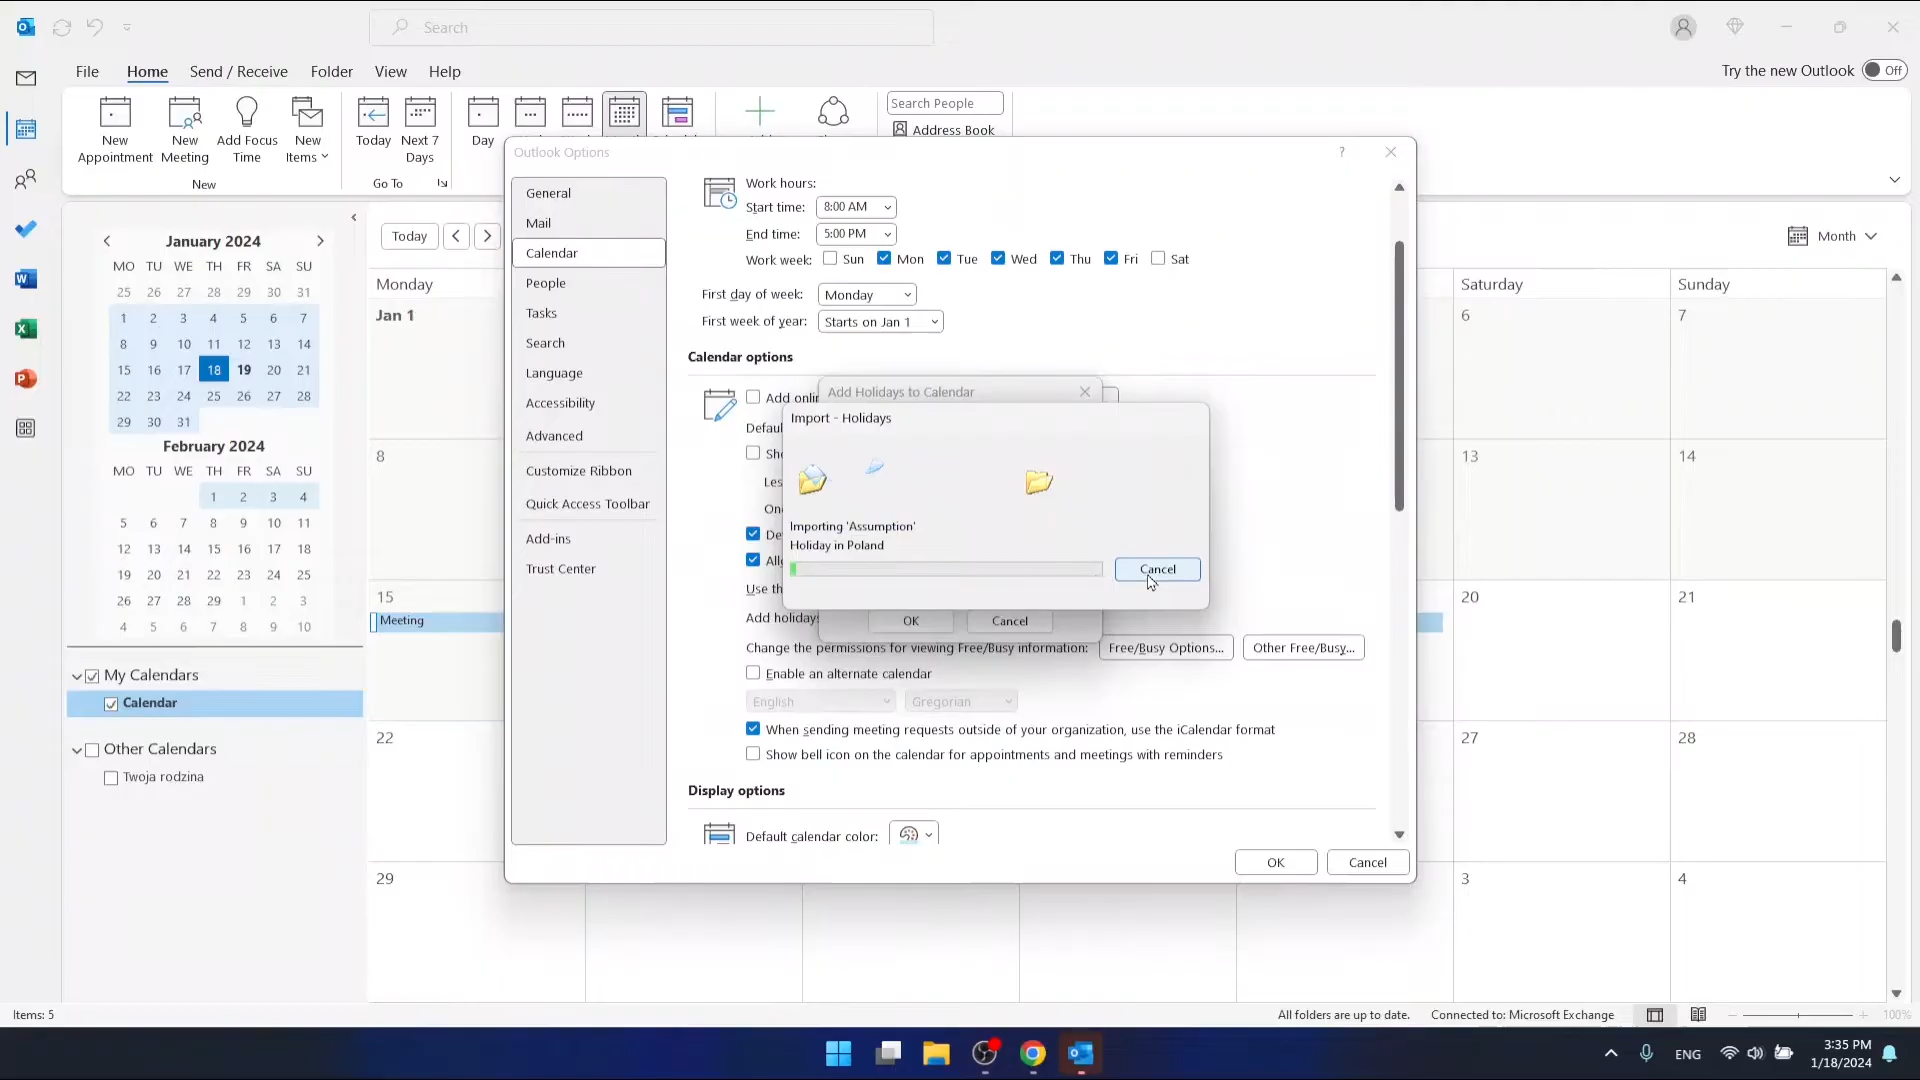 Search
File
Home
Send / Receive
Folder
View
Help
Try the new Outlook
Off
New Appointment
New Meeting
Add Focus Time
New Items
Today
Next 7 Days
Day
Search People
Address Book
New
Go To
Outlook Options
?
General
Mail
Calendar
People
Tasks
Search
Language
Accessibility
Advanced
Customize Ribbon
Quick Access Toolbar
Add-ins
Trust Center
Work hours:
Start time: 8:00 AM
End time: 5:00 PM
Work week: Sun Mon Tue Wed Thu Fri Sat
First day of week: Monday
First week of year: Starts on Jan 1
Calendar options
Add Holidays to Calendar
Import - Holidays
Importing 'Assumption'
Holiday in Poland
Cancel
Use th
Add holiday
OK
Cancel
Change the permissions for viewing Free/Busy information: Free/Busy Options... Other Free/Busy...
Enable an alternate calendar
English
Gregorian
When sending meeting requests outside of your organization, use the iCalendar format
Show bell icon on the calendar for appointments and meetings with reminders
Display options
Default calendar color:
OK
Cancel
January 2024
MO TU WE TH FR SA SU
25 26 27 28 29 30 31
1 2 3 4 5 6 7
8 9 10 11 12 13 14
15 16 17 18 19 20 21
22 23 24 25 26 27 28
29 30 31
February 2024
MO TU WE TH FR SA SU
1 2 3 4
5 6 7 8 9 10 11
12 13 14 15 16 17 18
19 20 21 22 23 24 25
26 27 28 29 1 2 3
4 5 6 7 8 9 10
My Calendars
Calendar
Other Calendars
Twoja rodzina
Today
Month
Monday
Saturday
Sunday
Jan 1
6
7
8
13
14
15
Meeting
20
21
22
27
28
29
3
4
Items: 5
All folders are up to date.
Connected to: Microsoft Exchange
100%
ENG
3:35 PM
1/18/2024